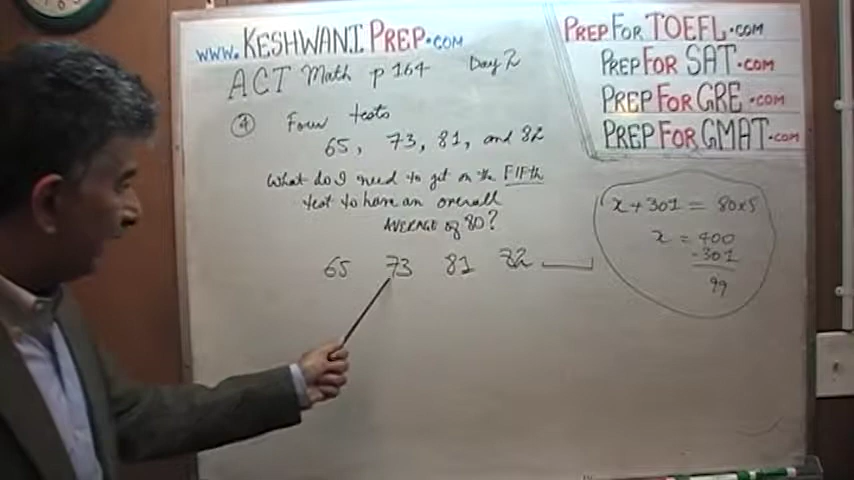 www.KESHWANI PREP.COM
PREP FOR TOEFL.COM
PREP FOR SAT.COM
PREP FOR GRE.COM
PREP FOR GMAT.COM
ACT Math p 164 Day 2
4 Four tests
65, 73, 81, and 82
What do I need to get on the FIFth
test to have an overall
AVERAGE of 80?
65 73 81 82
x + 301 = 80x5
x = 400
-301
99